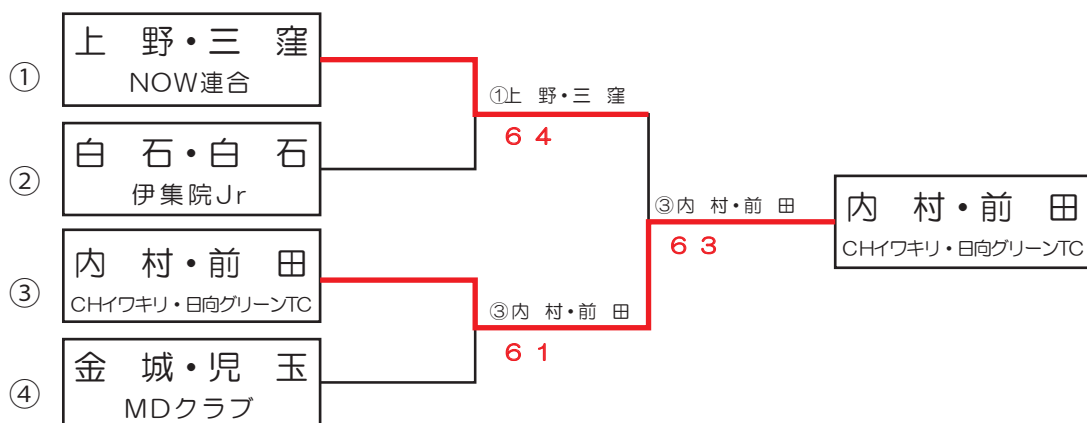 ①
上 野・三 窪
NOW連合
②
白 石・白 石
伊集院Jr
③
内 村・前 田
CHイワキリ・日向グリーンTC
④
金 城・児 玉
MDクラブ
①上 野・三 窪
6 4
③内 村・前 田
6 1
③内 村・前 田
6 3
内 村・前 田
CHイワキリ・日向グリーンTC